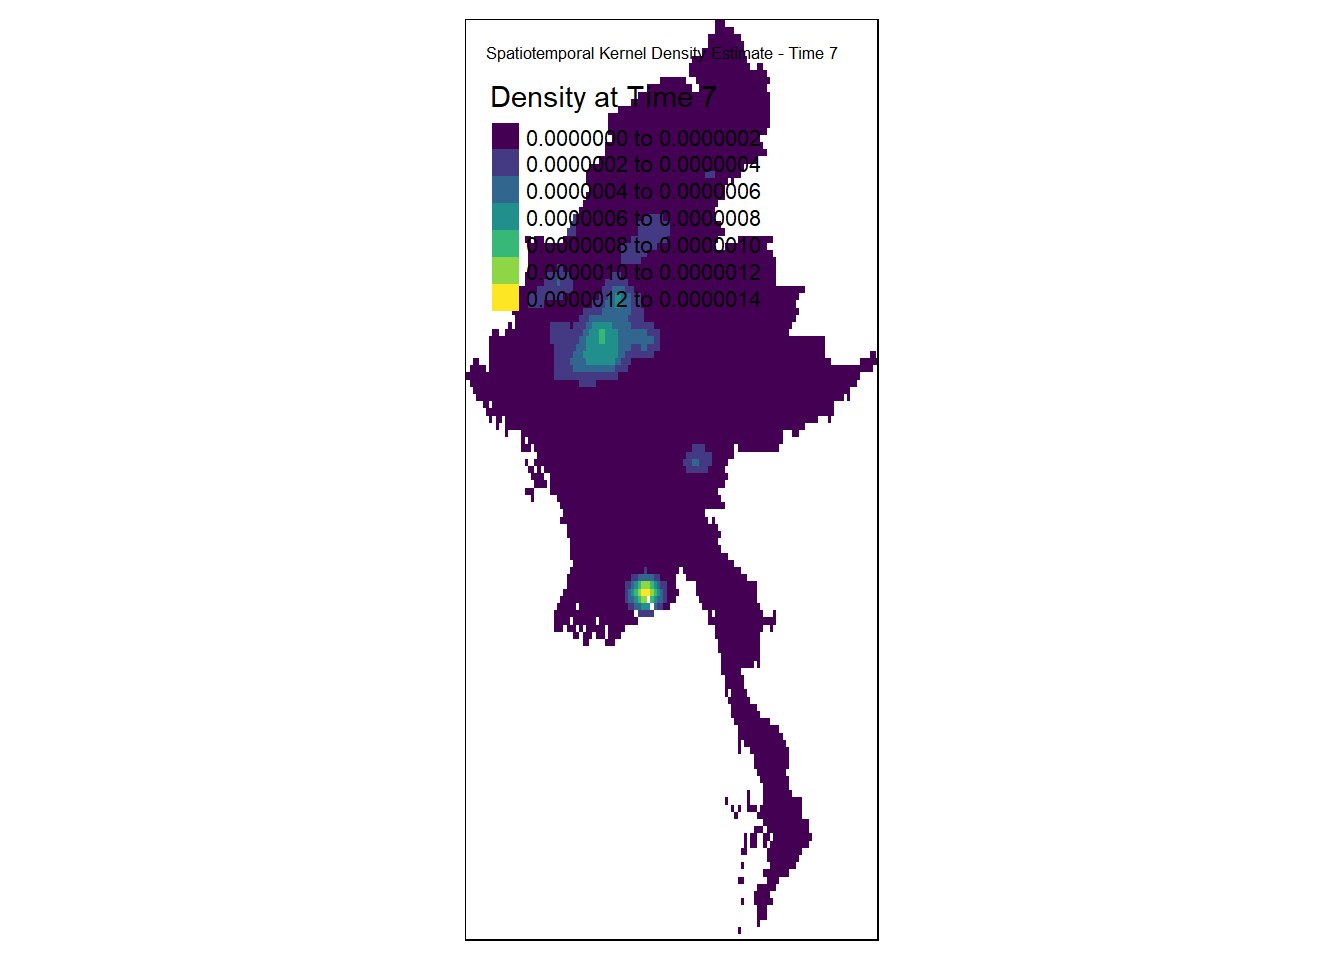 Spatiotemporal Kernel Density Estimate - Time 7
Density at Time 7
0.0000000 to 0.0000002
0.0000002 to 0.0000004
0.0000004 to 0.0000006
0.0000006 to 0.0000008
0.0000008 to 0.0000010
0.0000010 to 0.0000012
0.0000012 to 0.0000014